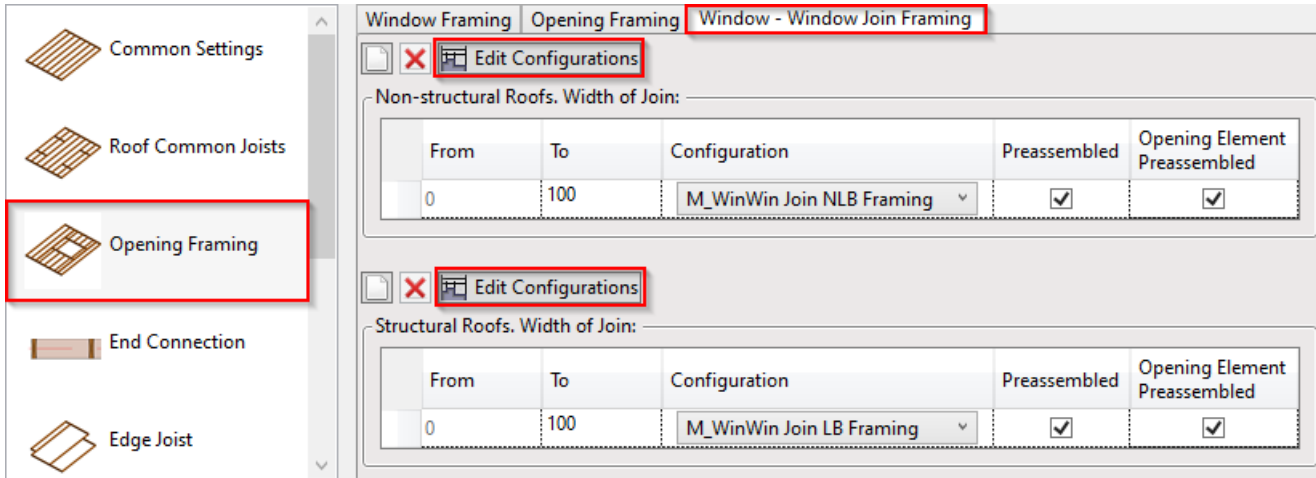 Common Settings
Roof Common Joists
Opening Framing
End Connection
Edge Joist
Window Framing Opening Framing Window - Window Join Framing
Edit Configurations
Non-structural Roofs. Width of Join:
From To Configuration Preassembled Opening Element Preassembled
0 100 M_WinWin Join NLB Framing
Edit Configurations
Structural Roofs. Width of Join:
From To Configuration Preassembled Opening Element Preassembled
0 100 M_WinWin Join LB Framing